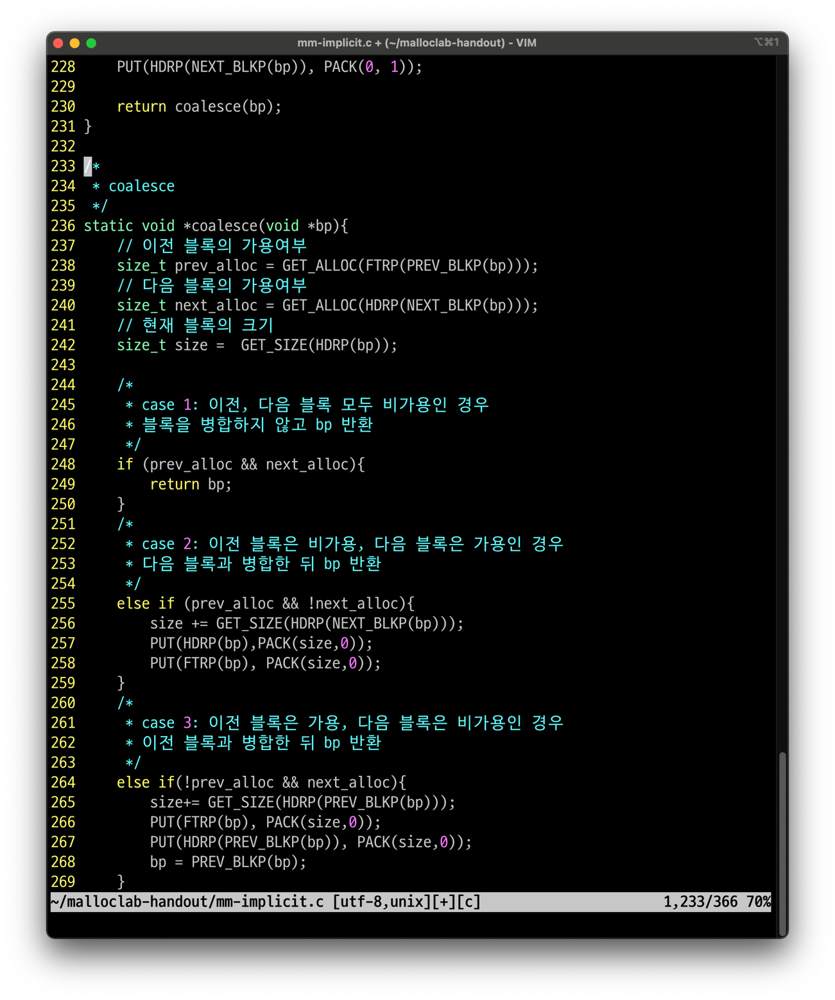 mm-implicit.c + (~/malloclab-handout) - VIM
⌥⌘1
228     PUT(HDRP(NEXT_BLKP(bp)), PACK(0, 1));
229
230     return coalesce(bp);
231 }
232
233 /*
234  * coalesce
235  */
236 static void *coalesce(void *bp){
237     // 이전 블록의 가용여부
238     size_t prev_alloc = GET_ALLOC(FTRP(PREV_BLKP(bp)));
239     // 다음 블록의 가용여부
240     size_t next_alloc = GET_ALLOC(HDRP(NEXT_BLKP(bp)));
241     // 현재 블록의 크기
242     size_t size =  GET_SIZE(HDRP(bp));
243
244     /*
245      * case 1: 이전, 다음 블록 모두 비가용인 경우
246      * 블록을 병합하지 않고 bp 반환
247      */
248     if (prev_alloc && next_alloc){
249         return bp;
250     }
251     /*
252      * case 2: 이전 블록은 비가용, 다음 블록은 가용인 경우
253      * 다음 블록과 병합한 뒤 bp 반환
254      */
255     else if (prev_alloc && !next_alloc){
256         size += GET_SIZE(HDRP(NEXT_BLKP(bp)));
257         PUT(HDRP(bp),PACK(size,0));
258         PUT(FTRP(bp), PACK(size,0));
259     }
260     /*
261      * case 3: 이전 블록은 가용, 다음 블록은 비가용인 경우
262      * 이전 블록과 병합한 뒤 bp 반환
263      */
264     else if(!prev_alloc && next_alloc){
265         size+= GET_SIZE(HDRP(PREV_BLKP(bp)));
266         PUT(FTRP(bp), PACK(size,0));
267         PUT(HDRP(PREV_BLKP(bp)), PACK(size,0));
268         bp = PREV_BLKP(bp);
269     }
~/malloclab-handout/mm-implicit.c [utf-8,unix][+][c] 1,233/366 70%